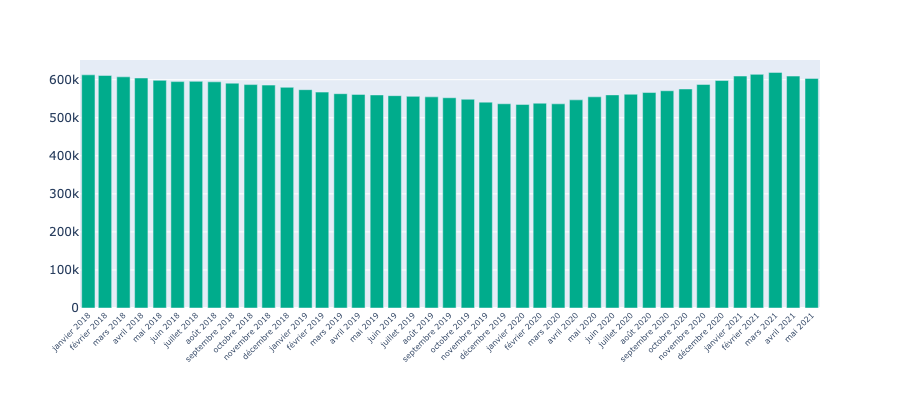 600k
500k
400k
300k
200k
100k
0
janvier 2018
février 2018
mars 2018
avril 2018
mai 2018
juin 2018
juillet 2018
août 2018
septembre 2018
octobre 2018
novembre 2018
décembre 2018
janvier 2019
février 2019
mars 2019
avril 2019
mai 2019
juin 2019
juillet 2019
août 2019
septembre 2019
octobre 2019
novembre 2019
décembre 2019
janvier 2020
février 2020
mars 2020
avril 2020
mai 2020
juin 2020
juillet 2020
août 2020
septembre 2020
octobre 2020
novembre 2020
décembre 2020
janvier 2021
février 2021
mars 2021
avril 2021
mai 2021